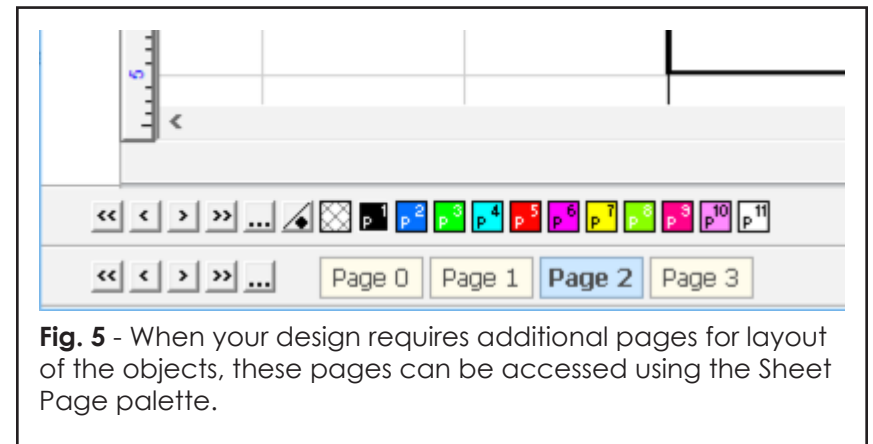 5
<
<< < > >> ... p1 p2 p3 p4 p5 p6 p7 p8 p9 p10 p11
<< < > >> ... Page 0 Page 1 Page 2 Page 3
Fig. 5 - When your design requires additional pages for layout
of the objects, these pages can be accessed using the Sheet
Page palette.